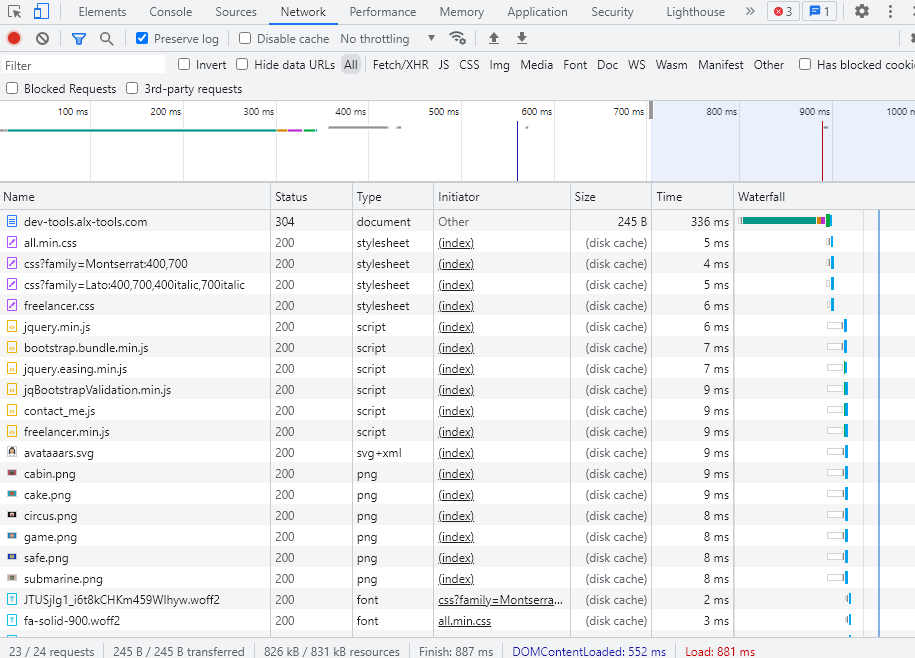 Elements Console Sources Network Performance Memory Application Security Lighthouse » 3 1
Preserve log Disable cache No throttling
Filter Invert Hide data URLs All Fetch/XHR JS CSS Img Media Font Doc WS Wasm Manifest Other Has blocked cooki
Blocked Requests 3rd-party requests
100 ms 200 ms 300 ms 400 ms 500 ms 600 ms 700 ms 800 ms 900 ms 1000 m
Name Status Type Initiator Size Time Waterfall
dev-tools.alx-tools.com 304 document Other 245 B 336 ms
all.min.css 200 stylesheet (index) (disk cache) 5 ms
css?family=Montserrat:400,700 200 stylesheet (index) (disk cache) 4 ms
css?family=Lato:400,700,400italic,700italic 200 stylesheet (index) (disk cache) 5 ms
freelancer.css 200 stylesheet (index) (disk cache) 6 ms
jquery.min.js 200 script (index) (disk cache) 6 ms
bootstrap.bundle.min.js 200 script (index) (disk cache) 7 ms
jquery.easing.min.js 200 script (index) (disk cache) 7 ms
jqBootstrapValidation.min.js 200 script (index) (disk cache) 9 ms
contact_me.js 200 script (index) (disk cache) 9 ms
freelancer.min.js 200 script (index) (disk cache) 9 ms
avataaars.svg 200 svg+xml (index) (disk cache) 9 ms
cabin.png 200 png (index) (disk cache) 9 ms
cake.png 200 png (index) (disk cache) 9 ms
circus.png 200 png (index) (disk cache) 8 ms
game.png 200 png (index) (disk cache) 8 ms
safe.png 200 png (index) (disk cache) 8 ms
submarine.png 200 png (index) (disk cache) 8 ms
JTUSjIg1_i6t8kCHKm459Wlhyw.woff2 200 font css?family=Montserra... (disk cache) 2 ms
fa-solid-900.woff2 200 font all.min.css (disk cache) 3 ms
23 / 24 requests 245 B / 245 B transferred 826 kB / 831 kB resources Finish: 887 ms DOMContentLoaded: 552 ms Load: 881 ms